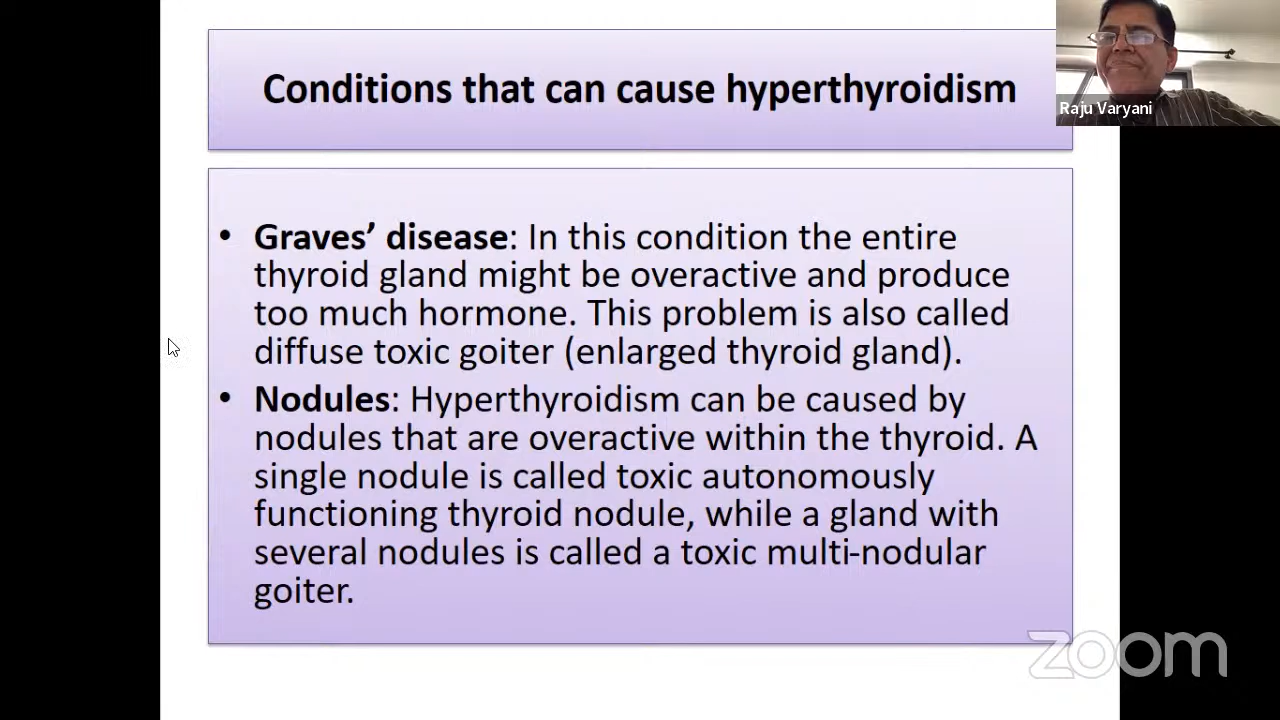 Conditions that can cause hyperthyroidism
Raju Varyani
• Graves’ disease: In this condition the entire
thyroid gland might be overactive and produce
too much hormone. This problem is also called
diffuse toxic goiter (enlarged thyroid gland).
• Nodules: Hyperthyroidism can be caused by
nodules that are overactive within the thyroid. A
single nodule is called toxic autonomously
functioning thyroid nodule, while a gland with
several nodules is called a toxic multi-nodular
goiter.
zoom